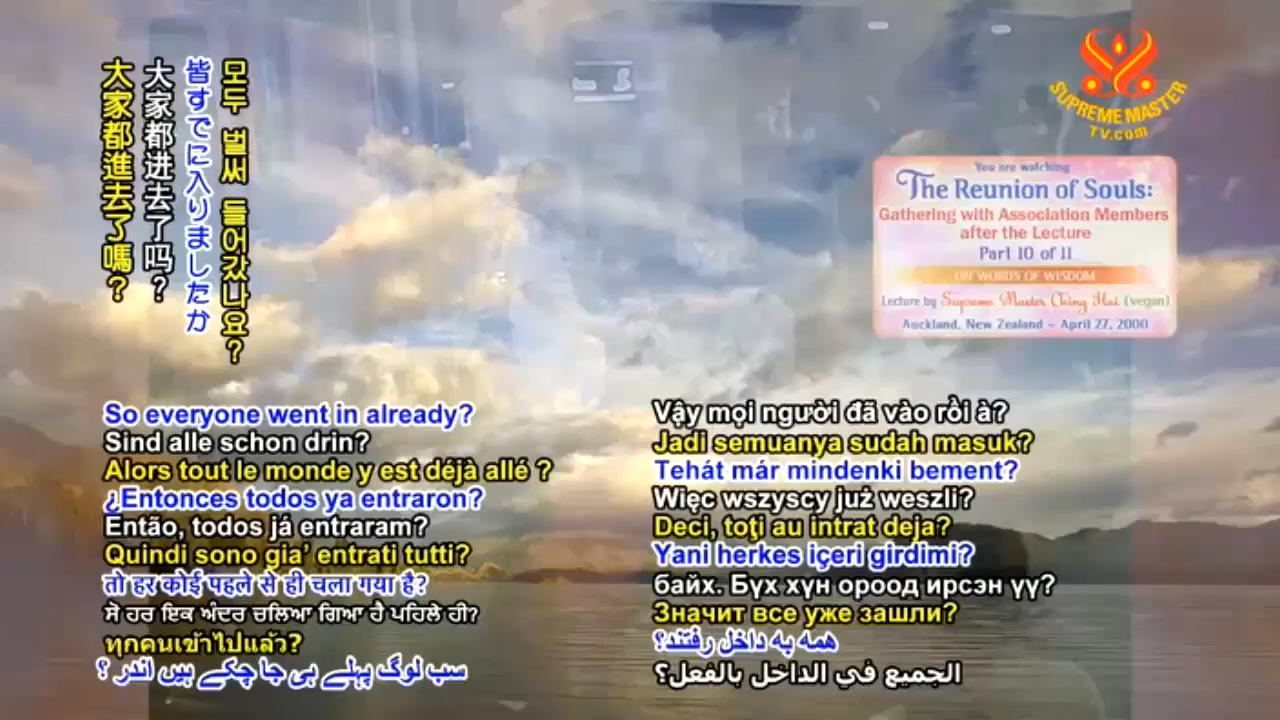 SUPREME MASTER
TV.com
You are watching
The Reunion of Souls:
Gathering with Association Members
after the Lecture
Part 10 of 11
ON WORDS OF WISDOM
Lecture by Supreme Master Ching Hai (vegan)
Auckland, New Zealand – April 27, 2000
모두 벌써 들어갔나요?
皆すでに入りましたか
大家都进去了吗?
大家都進去了嗎?
So everyone went in already?
Sind alle schon drin?
Alors tout le monde y est déjà allé ?
¿Entonces todos ya entraron?
Então, todos já entraram?
Quindi sono gia’ entrati tutti?
तो हर कोई पहले से ही चला गया है?
ਸੋ ਹਰ ਇਕ ਅੰਦਰ ਚਲਿਆ ਗਿਆ ਹੈ ਪਹਿਲੇ ਹੀ?
ทุกคนเข้าไปแล้ว?
سب لوگ پہلے ہی جا چکے ہیں اندر ؟
Vậy mọi người đã vào rồi à?
Jadi semuanya sudah masuk?
Tehát már mindenki bement?
Więc wszyscy już weszli?
Deci, toţi au intrat deja?
Yani herkes içeri girdimi?
байх. Бүх хүн ороод ирсэн үү?
Значит все уже зашли?
همه به داخل رفتند؟
الجميع في الداخل بالفعل؟